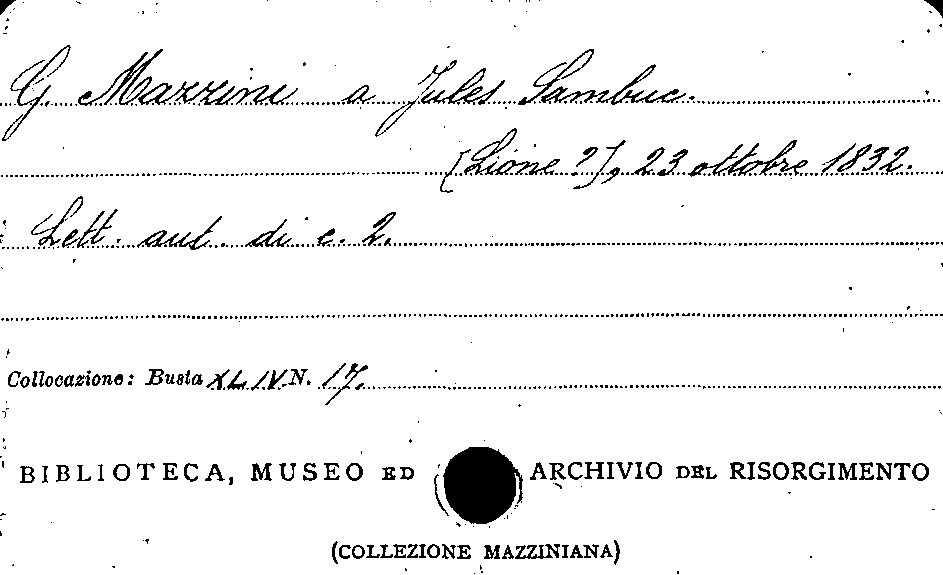 G. Mazzini a Jules Sambuc.
[Lione ?], 23 ottobre 1832.
Lett. aut. di c. 2.
Collocazione: Busta XLIV N. 17.
BIBLIOTECA, MUSEO ED ARCHIVIO DEL RISORGIMENTO
(COLLEZIONE MAZZINIANA)